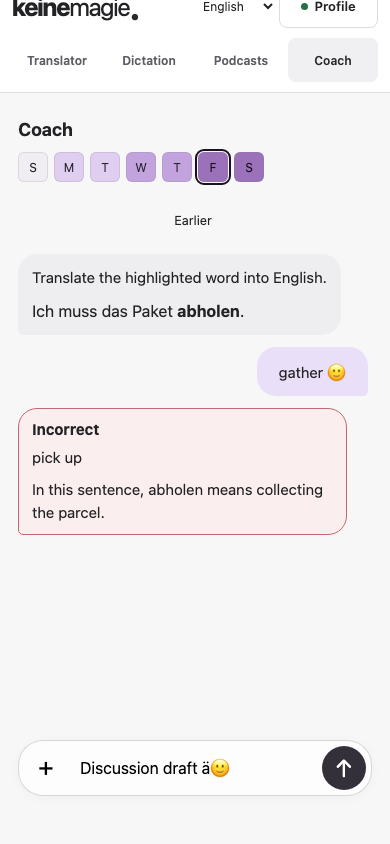 keinemagie.
English
Profile
Translator Dictation Podcasts Coach
Coach
S M T W T F S
Earlier
Translate the highlighted word into English.
Ich muss das Paket abholen.
gather 🙂
Incorrect
pick up
In this sentence, abholen means collecting
the parcel.
+ Discussion draft ä🙂